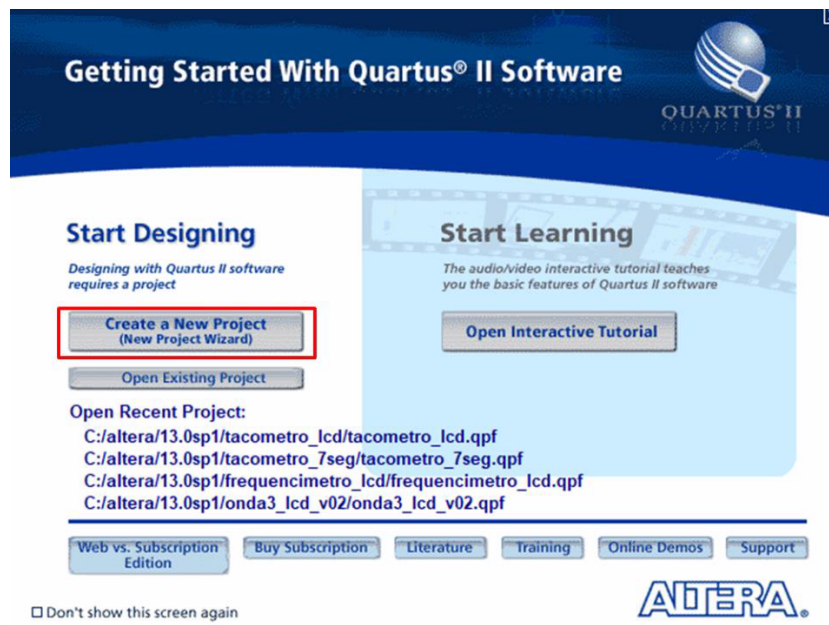 Getting Started With Quartus® II Software
QUARTUS® II
Start Designing
Designing with Quartus II software
requires a project
Create a New Project
(New Project Wizard)
Open Existing Project
Start Learning
The audio/video interactive tutorial teaches
you the basic features of Quartus II software
Open Interactive Tutorial
Open Recent Project:
C:/altera/13.0sp1/tacometro_lcd/tacometro_lcd.qpf
C:/altera/13.0sp1/tacometro_7seg/tacometro_7seg.qpf
C:/altera/13.0sp1/frequencimetro_lcd/frequencimetro_lcd.qpf
C:/altera/13.0sp1/onda3_lcd_v02/onda3_lcd_v02.qpf
Web vs. Subscription
Edition
Buy Subscription
Literature
Training
Online Demos
Support
Don't show this screen again
ALTERA®